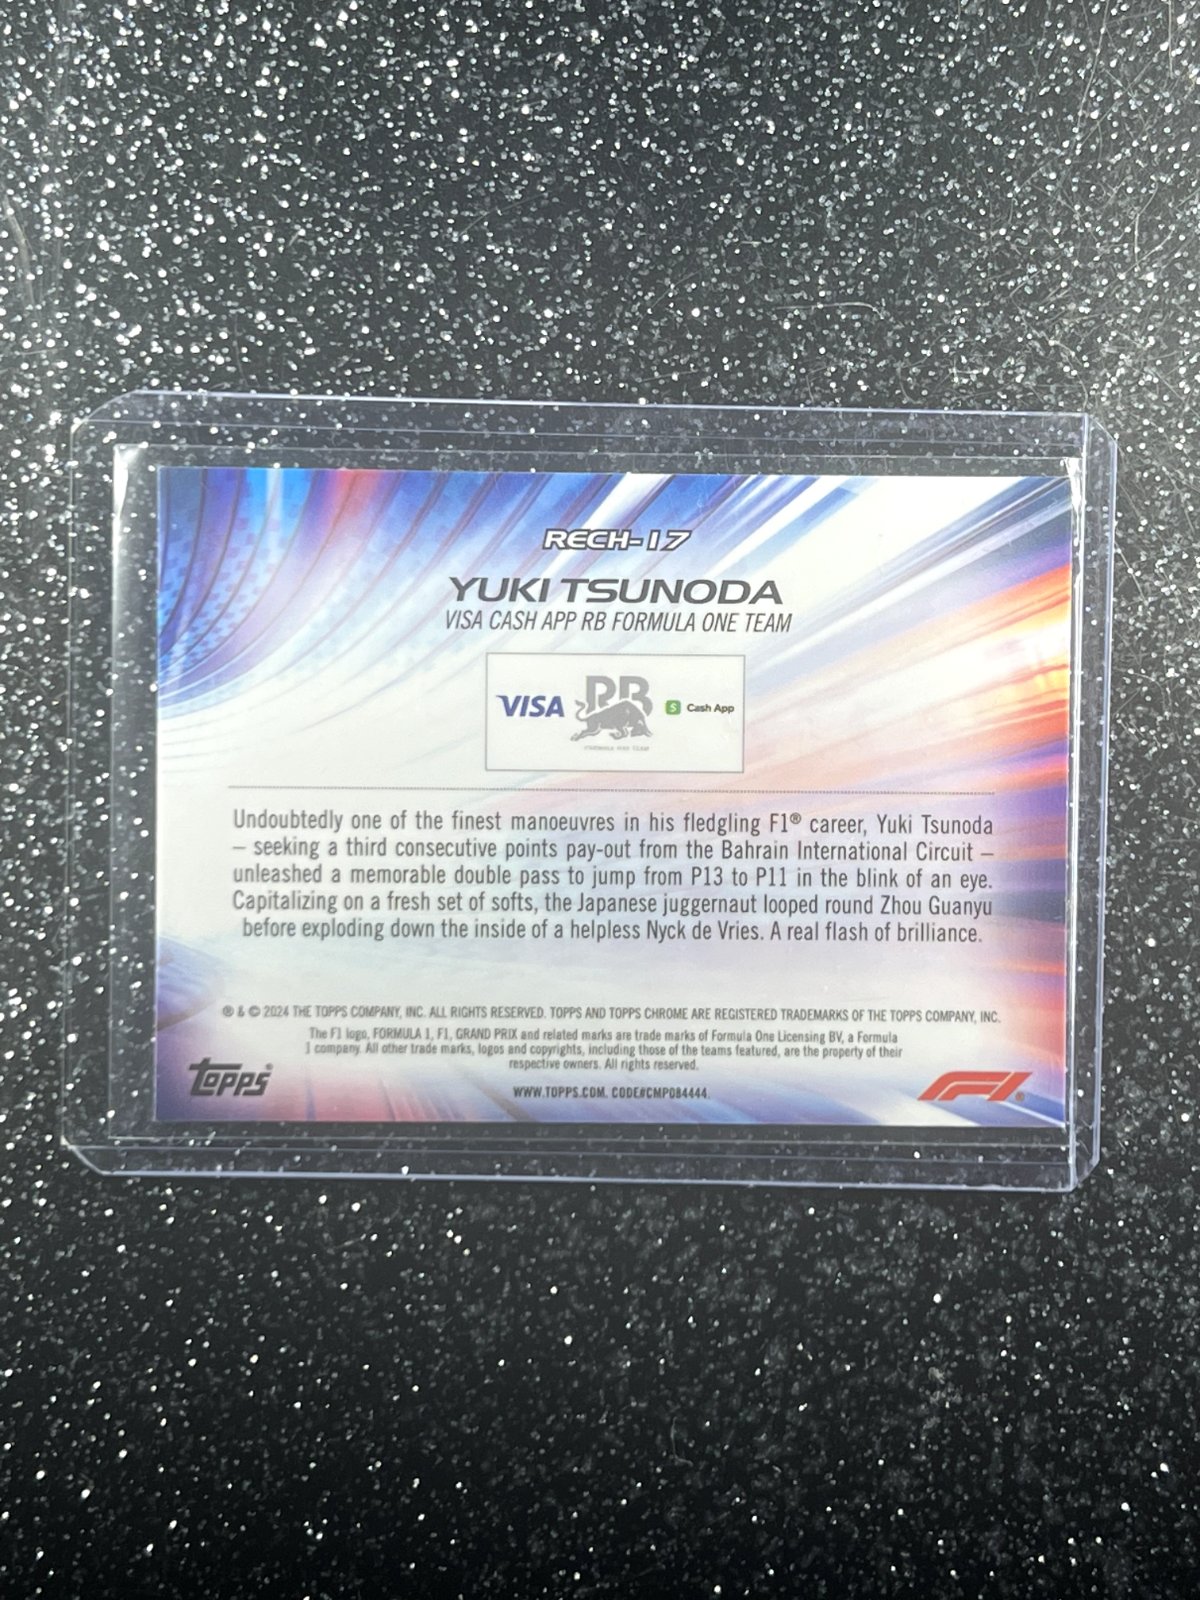 RECH-17
YUKI TSUNODA
VISA CASH APP RB FORMULA ONE TEAM
VISA RB Cash App
FORMULA ONE TEAM
Undoubtedly one of the finest manoeuvres in his fledgling F1® career, Yuki Tsunoda
– seeking a third consecutive points pay-out from the Bahrain International Circuit –
unleashed a memorable double pass to jump from P13 to P11 in the blink of an eye.
Capitalizing on a fresh set of softs, the Japanese juggernaut looped round Zhou Guanyu
before exploding down the inside of a helpless Nyck de Vries. A real flash of brilliance.
® & © 2024 THE TOPPS COMPANY, INC. ALL RIGHTS RESERVED. TOPPS AND TOPPS CHROME ARE REGISTERED TRADEMARKS OF THE TOPPS COMPANY, INC.
The F1 logo, FORMULA 1, F1, GRAND PRIX and related marks are trade marks of Formula One Licensing BV, a Formula
1 company. All other trade marks, logos and copyrights, including those of the teams featured, are the property of their
respective owners. All rights reserved.
topps®
WWW.TOPPS.COM. CODE#CMP084444.
F1®